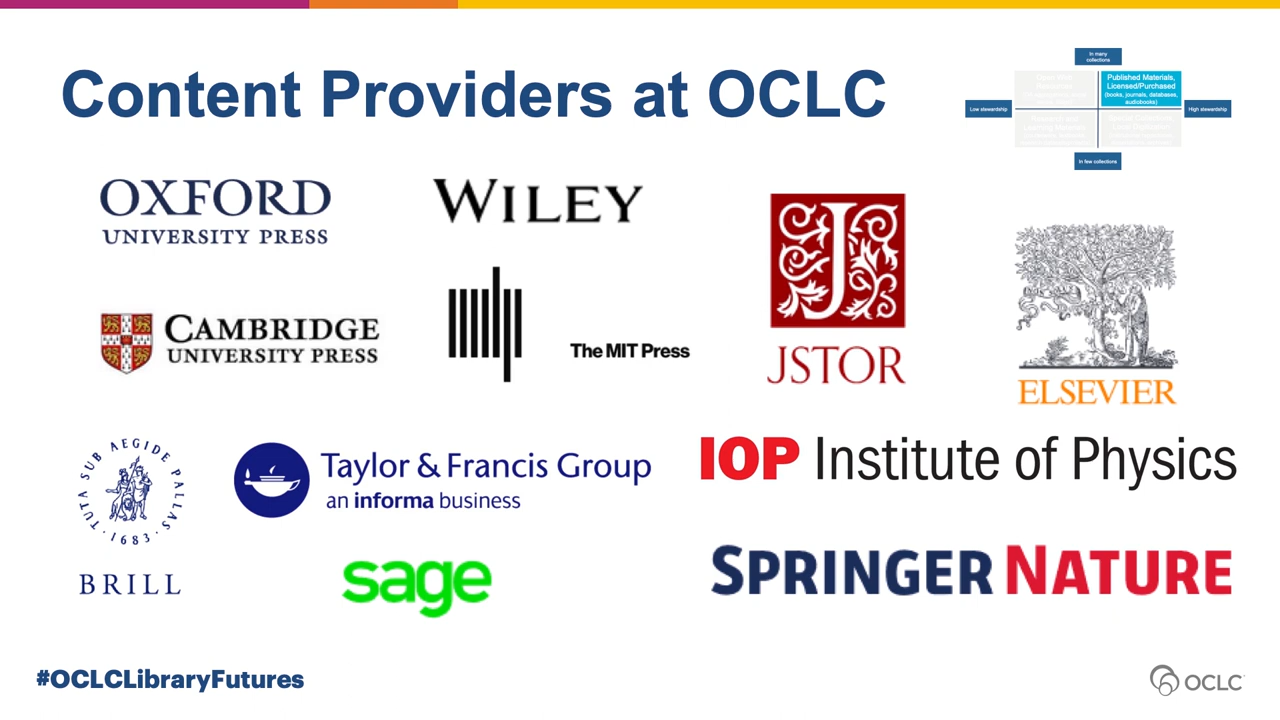 Content Providers at OCLC
In many
collections
Published Materials,
Licensed/Purchased
(books, journals, databases,
audiobooks)
Low stewardship
High stewardship
In few collections
OXFORD
UNIVERSITY PRESS
WILEY
JSTOR
ELSEVIER
CAMBRIDGE
UNIVERSITY PRESS
The MIT Press
TUTA SUB AEGIDE PALLAS · 1683 ·
BRILL
Taylor & Francis Group
an informa business
IOP Institute of Physics
sage
SPRINGER NATURE
#OCLCLibraryFutures
OCLC